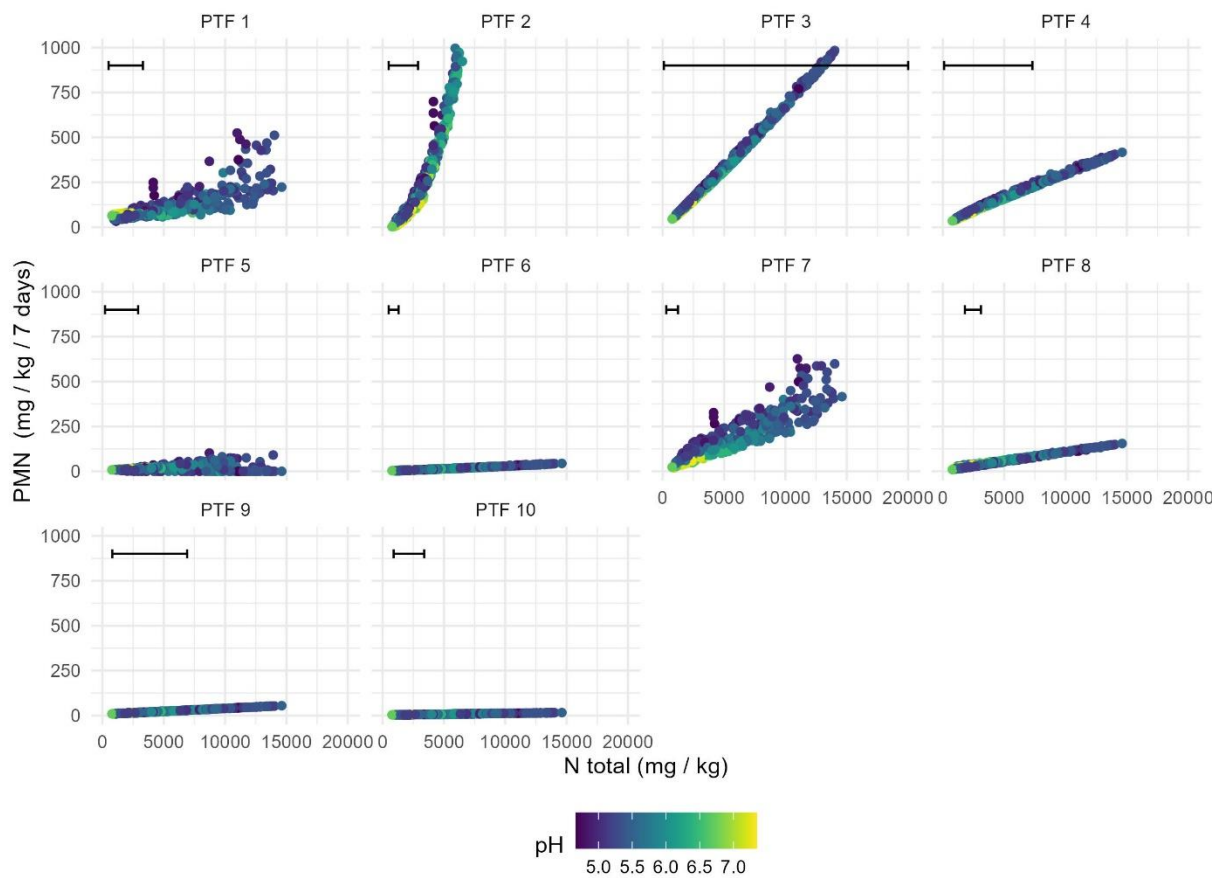 PTF 1 PTF 2 PTF 3 PTF 4
1000
750
500
250
0
PTF 5 PTF 6 PTF 7 PTF 8
1000
750
500
250
0
0 5000 10000 15000 20000 0 5000 10000 15000 20000
PTF 9 PTF 10
1000
750
500
250
0
0 5000 10000 15000 20000 0 5000 10000 15000 20000
PMN (mg / kg / 7 days)
N total (mg / kg)
pH
5.0 5.5 6.0 6.5 7.0